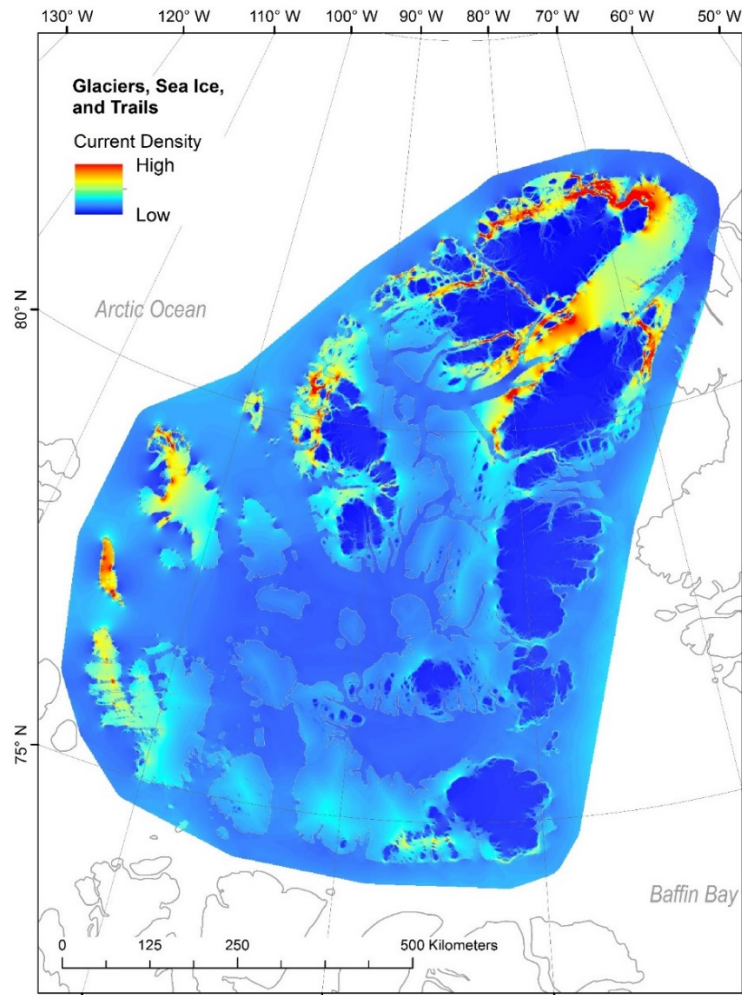 130° W 120° W 110° W 100° W 90° W 80° W 70° W 60° W 50° W
Glaciers, Sea Ice,
and Trails
Current Density
High
Low
80° N
Arctic Ocean
75° N
Baffin Bay
0 125 250 500 Kilometers